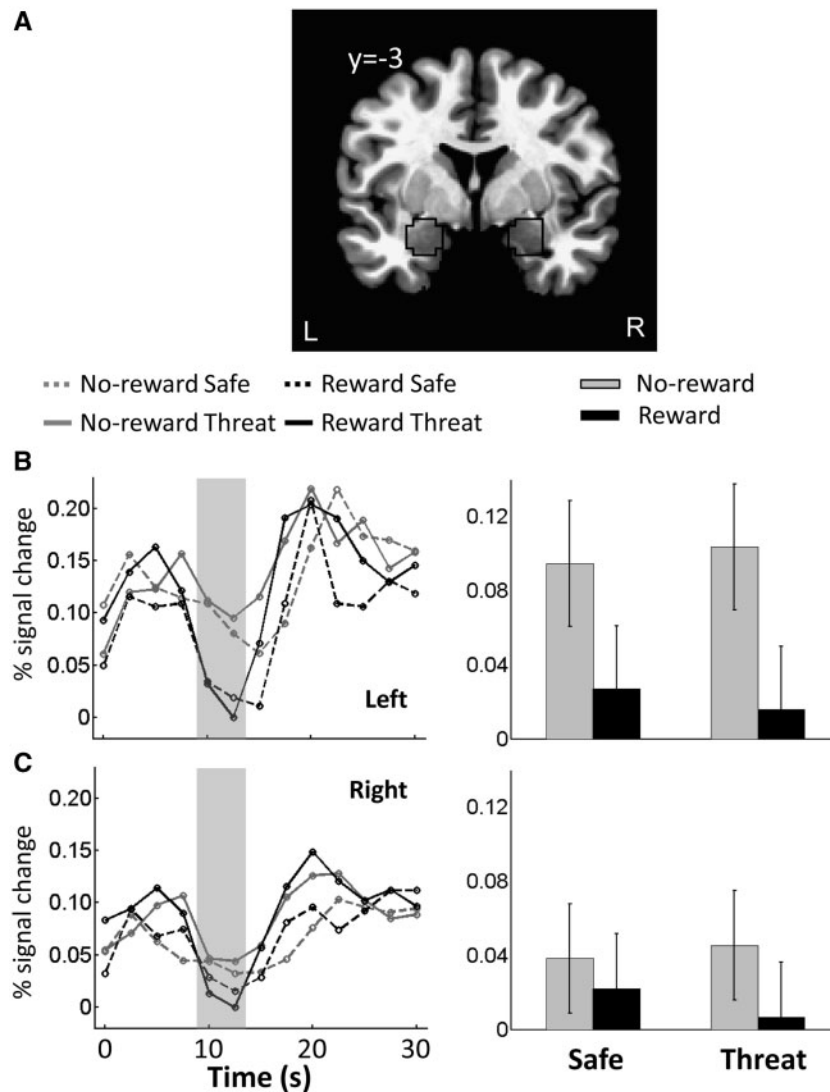 A
y=-3
L R
No-reward Safe Reward Safe No-reward
No-reward Threat Reward Threat Reward
B
% signal change
0.20
0.15
0.10
0.05
0
Left
0.12
0.08
0.04
0
C
% signal change
0.20
0.15
0.10
0.05
0
Right
0 10 20 30
Time (s)
0.12
0.08
0.04
0
Safe Threat